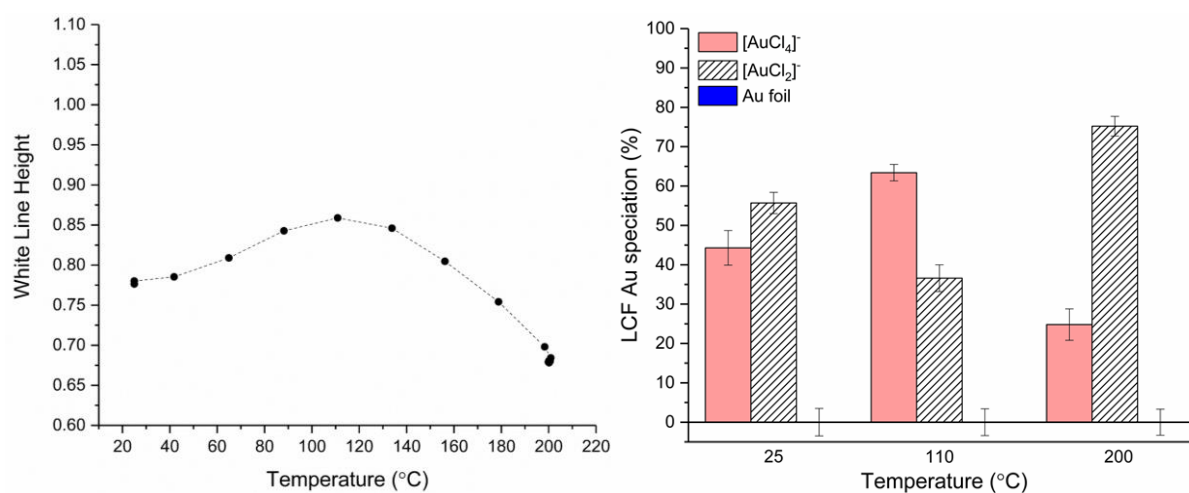 1.10
1.05
1.00
0.95
0.90
0.85
0.80
0.75
0.70
0.65
0.60
White Line Height
20 40 60 80 100 120 140 160 180 200 220
Temperature (°C)
100
90
80
70
60
50
40
30
20
10
0
LCF Au speciation (%)
[AuCl4]-
[AuCl2]-
Au foil
25 110 200
Temperature (°C)